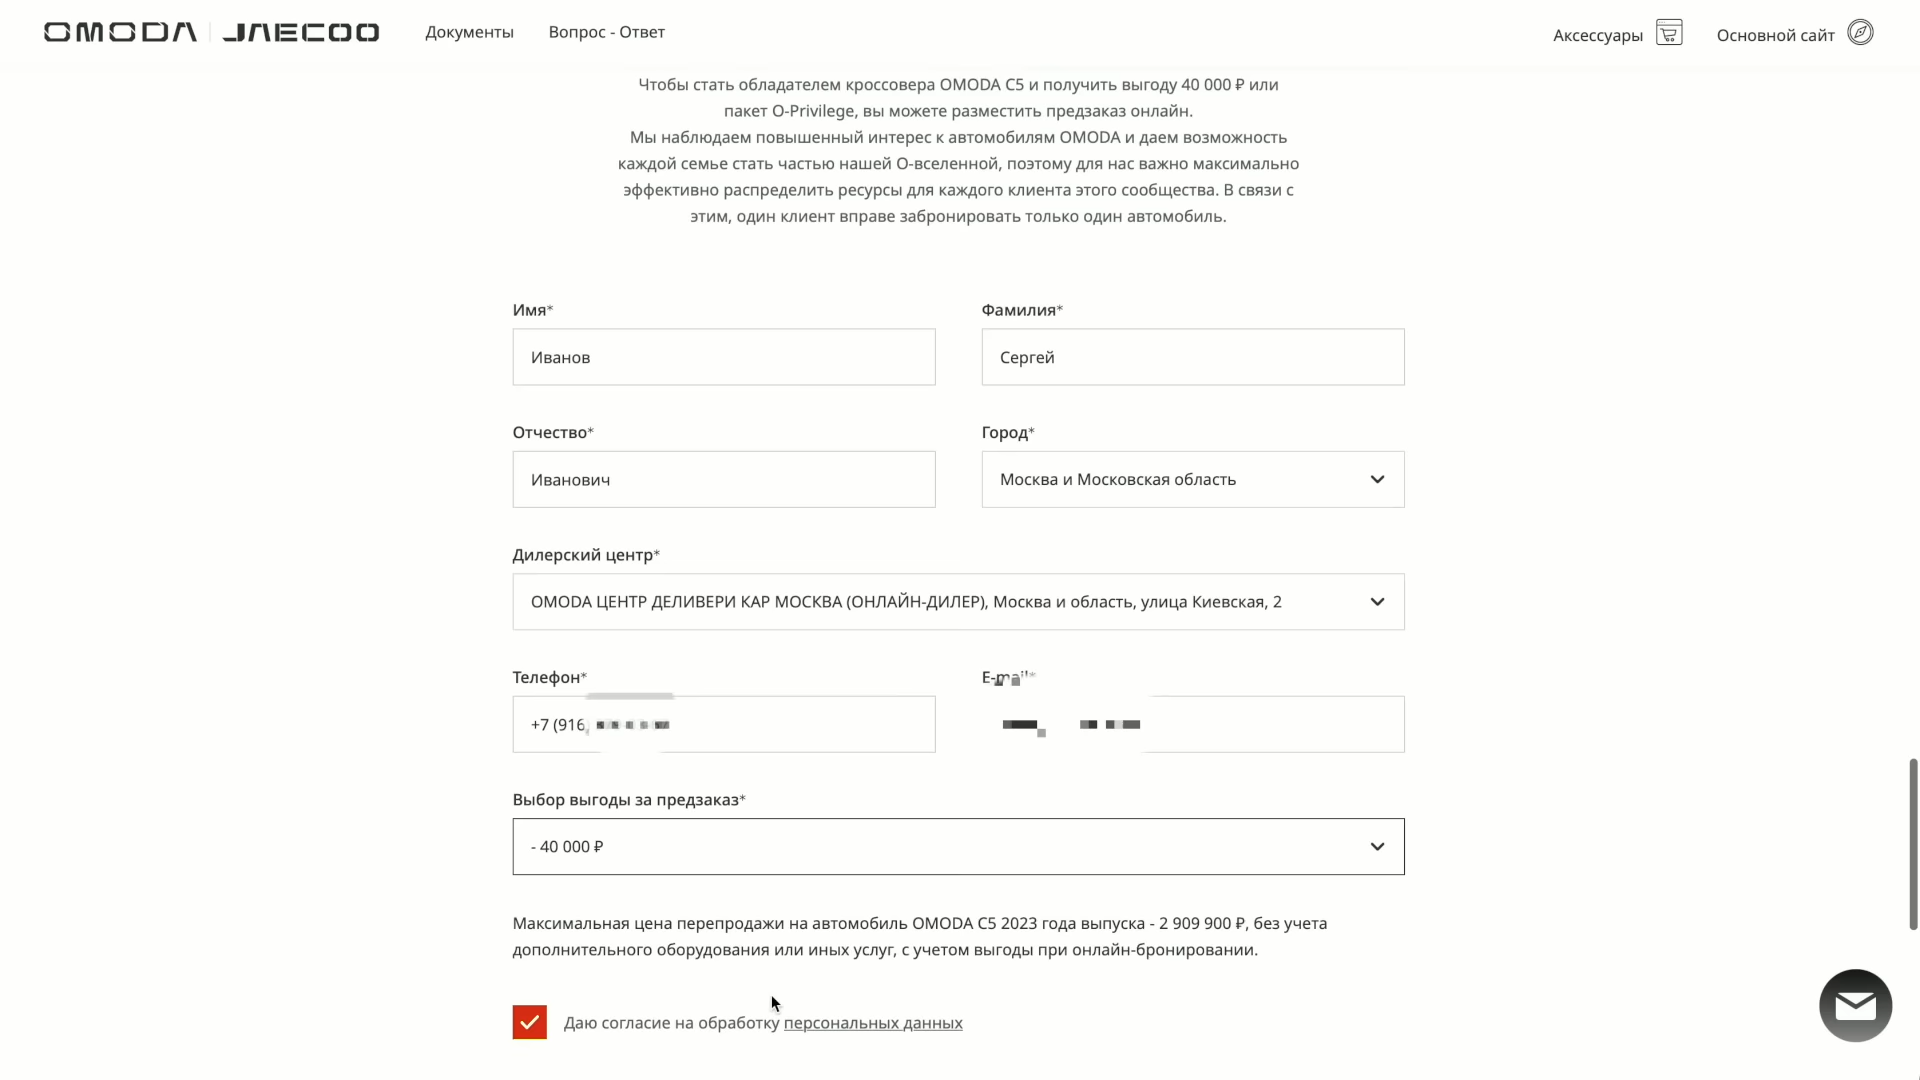 OMODA | JAECOO
Документы
Вопрос - Ответ
Аксессуары
Основной сайт
Чтобы стать обладателем кроссовера OMODA C5 и получить выгоду 40 000 ₽ или
пакет O-Privilege, вы можете разместить предзаказ онлайн.
Мы наблюдаем повышенный интерес к автомобилям OMODA и даем возможность
каждой семье стать частью нашей О-вселенной, поэтому для нас важно максимально
эффективно распределить ресурсы для каждого клиента этого сообщества. В связи с
этим, один клиент вправе забронировать только один автомобиль.
Имя*
Фамилия*
Иванов
Сергей
Отчество*
Город*
Иванович
Москва и Московская область
Дилерский центр*
OMODA ЦЕНТР ДЕЛИВЕРИ КАР МОСКВА (ОНЛАЙН-ДИЛЕР), Москва и область, улица Киевская, 2
Телефон*
E-mail*
+7 (916
Выбор выгоды за предзаказ*
- 40 000 ₽
Максимальная цена перепродажи на автомобиль OMODA C5 2023 года выпуска - 2 909 900 ₽, без учета
дополнительного оборудования или иных услуг, с учетом выгоды при онлайн-бронировании.
Даю согласие на обработку персональных данных